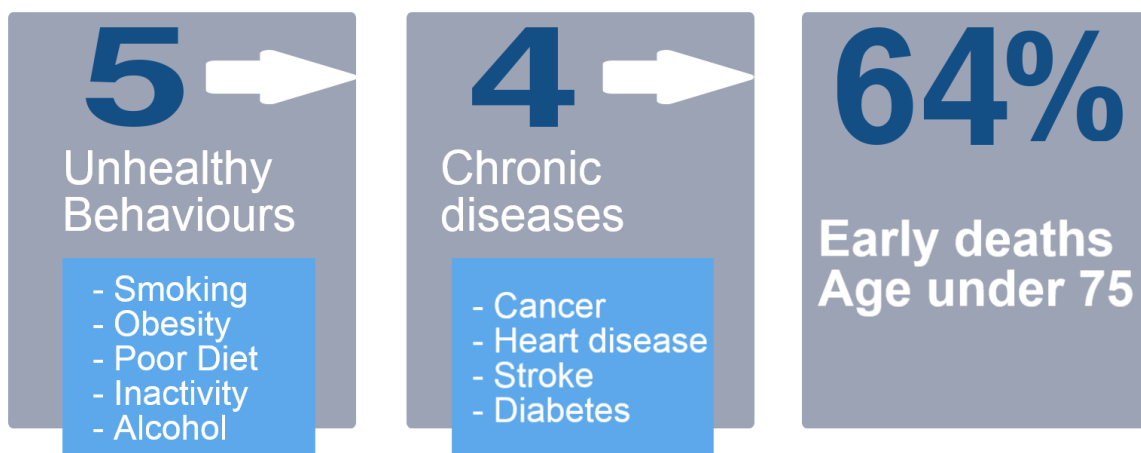 5
Unhealthy
Behaviours
- Smoking
- Obesity
- Poor Diet
- Inactivity
- Alcohol
4
Chronic
diseases
- Cancer
- Heart disease
- Stroke
- Diabetes
64%
Early deaths
Age under 75